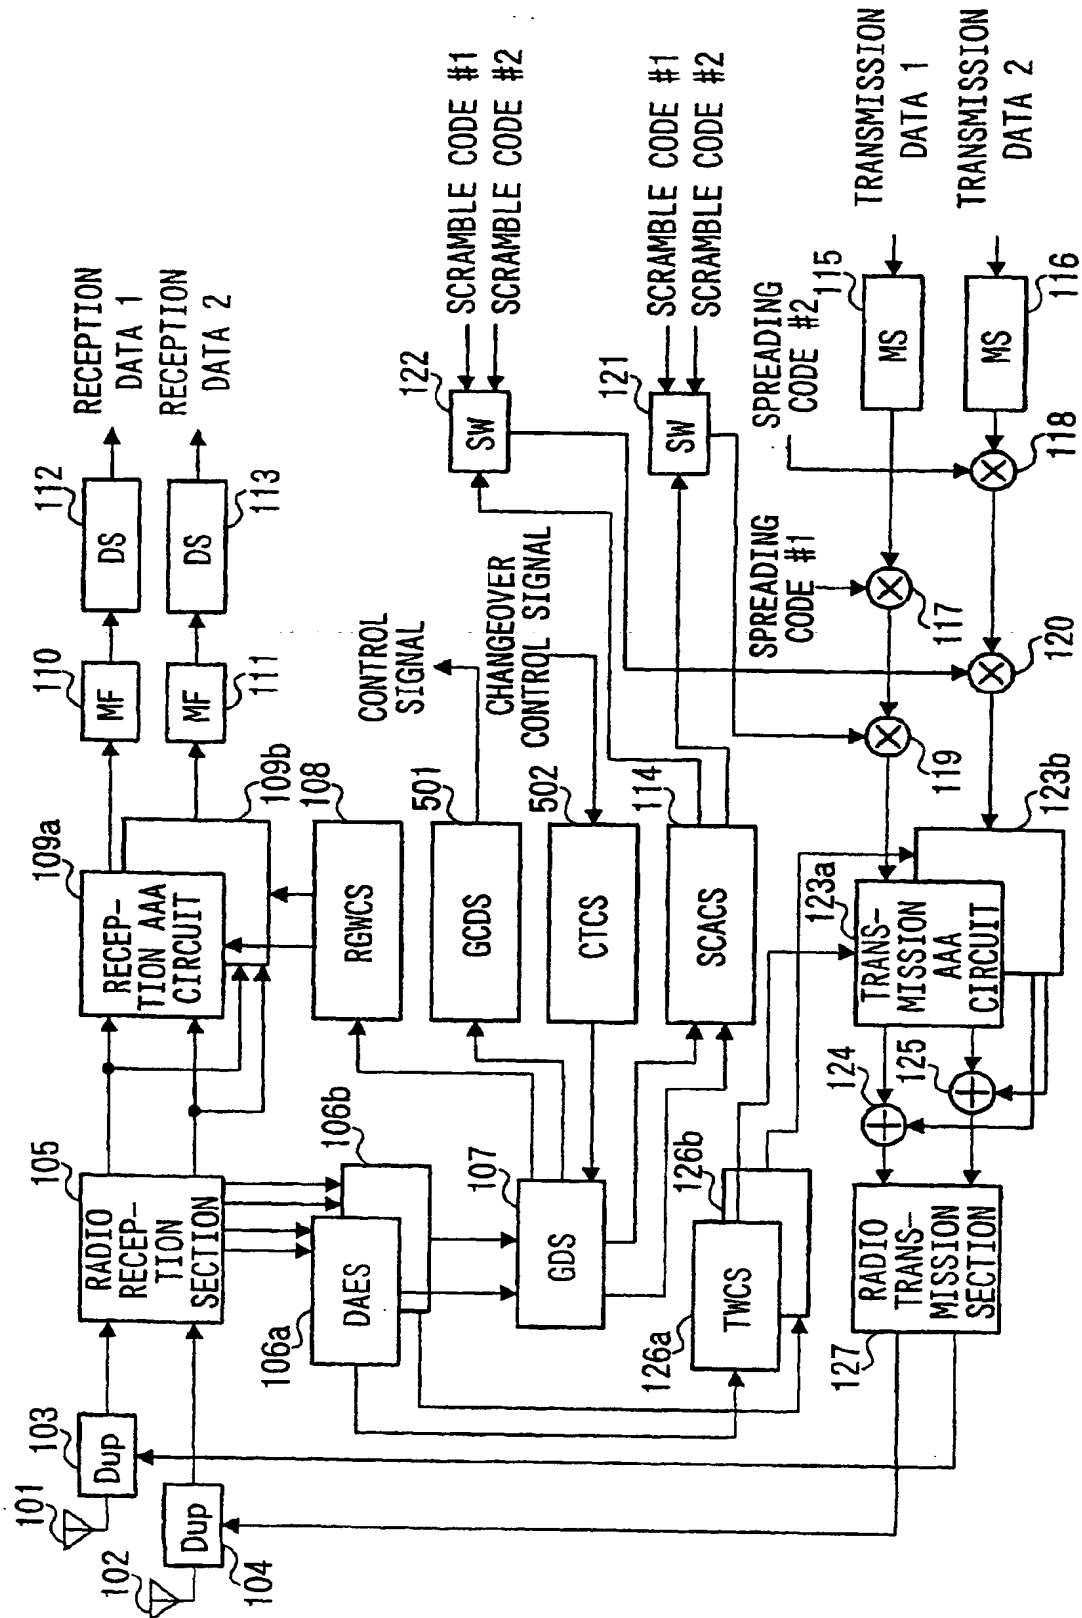 101
102
103
Dup
Dup
104
105
RADIO
RECEP-
TION
SECTION
109a
RECEP-
TION AAA
CIRCUIT
109b
110
MF
MF
111
112
DS
DS
113
RECEPTION
DATA 1
RECEPTION
DATA 2
106a
DAES
106b
107
GDS
108
RGWCS
501
GCDS
CONTROL
SIGNAL
502
CTCS
CHANGEOVER
CONTROL SIGNAL
114
SCACS
122
SW
SCRAMBLE CODE #1
SCRAMBLE CODE #2
121
SW
SCRAMBLE CODE #1
SCRAMBLE CODE #2
126a
TWCS
126b
127
RADIO
TRANS-
MISSION
SECTION
124
125
123a
TRANS-
MISSION
AAA
CIRCUIT
123b
119
120
SPREADING
CODE #1
117
SPREADING
CODE #2
118
115
MS
MS
116
TRANSMISSION
DATA 1
TRANSMISSION
DATA 2